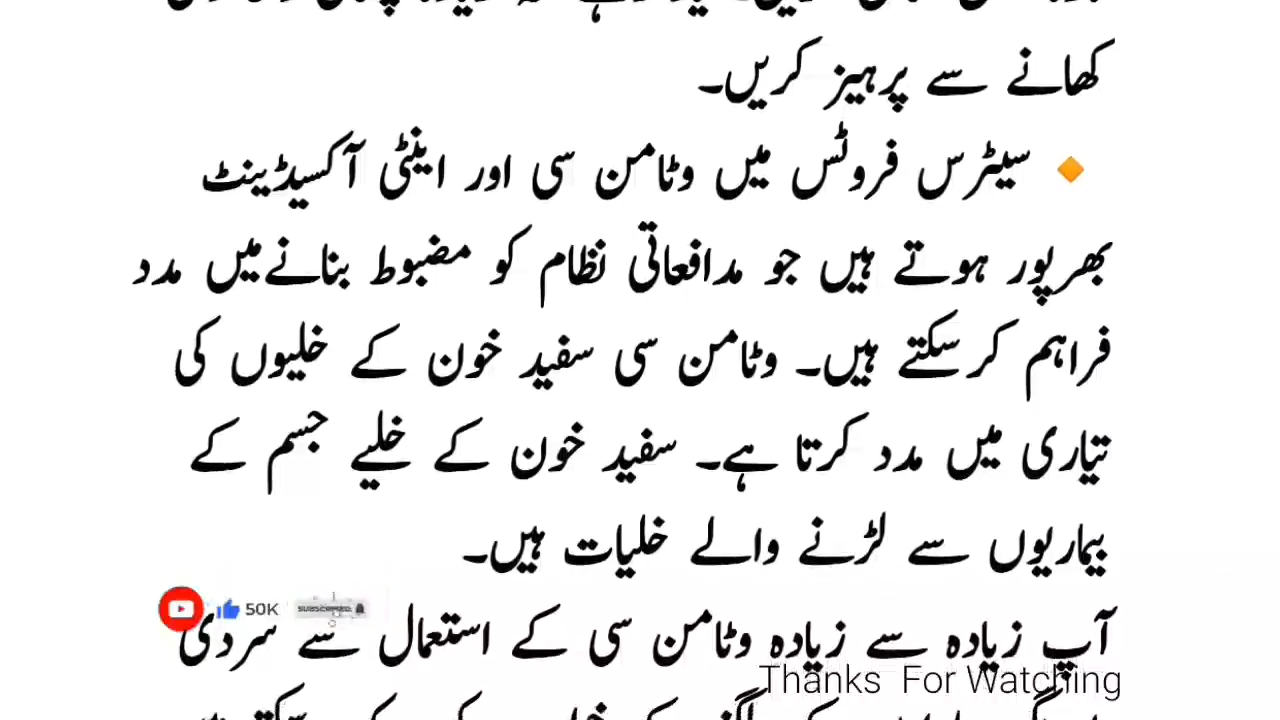 کھانے سے پرہیز کریں۔
سیٹرس فروٹس میں وٹامن سی اور اینٹی آکسیڈینٹ
بھرپور ہوتے ہیں جو مدافعاتی نظام کو مضبوط بنانےمیں مدد
فراہم کرسکتے ہیں۔ وٹامن سی سفید خون کے خلیوں کی
تیاری میں مدد کرتا ہے۔ سفید خون کے خلیے جسم کے
بیماریوں سے لڑنے والے خلیات ہیں۔
50K SUBSCRIBED
آپ زیادہ سے زیادہ وٹامن سی کے استعمال سے سردی
Thanks For Watching